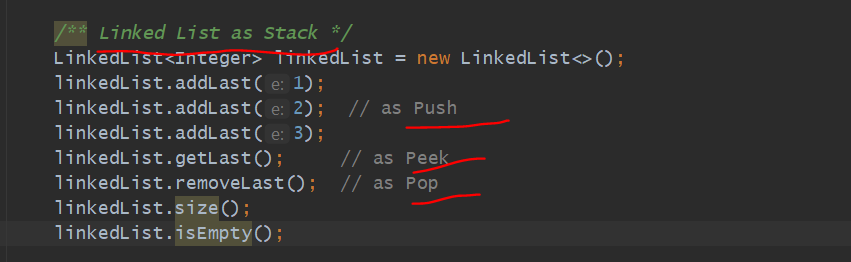 /** Linked List as Stack */
LinkedList<Integer> linkedList = new LinkedList<>();
linkedList.addLast( e: 1);
linkedList.addLast( e: 2);  // as Push
linkedList.addLast( e: 3);
linkedList.getLast();      // as Peek
linkedList.removeLast();  // as Pop
linkedList.size();
linkedList.isEmpty();